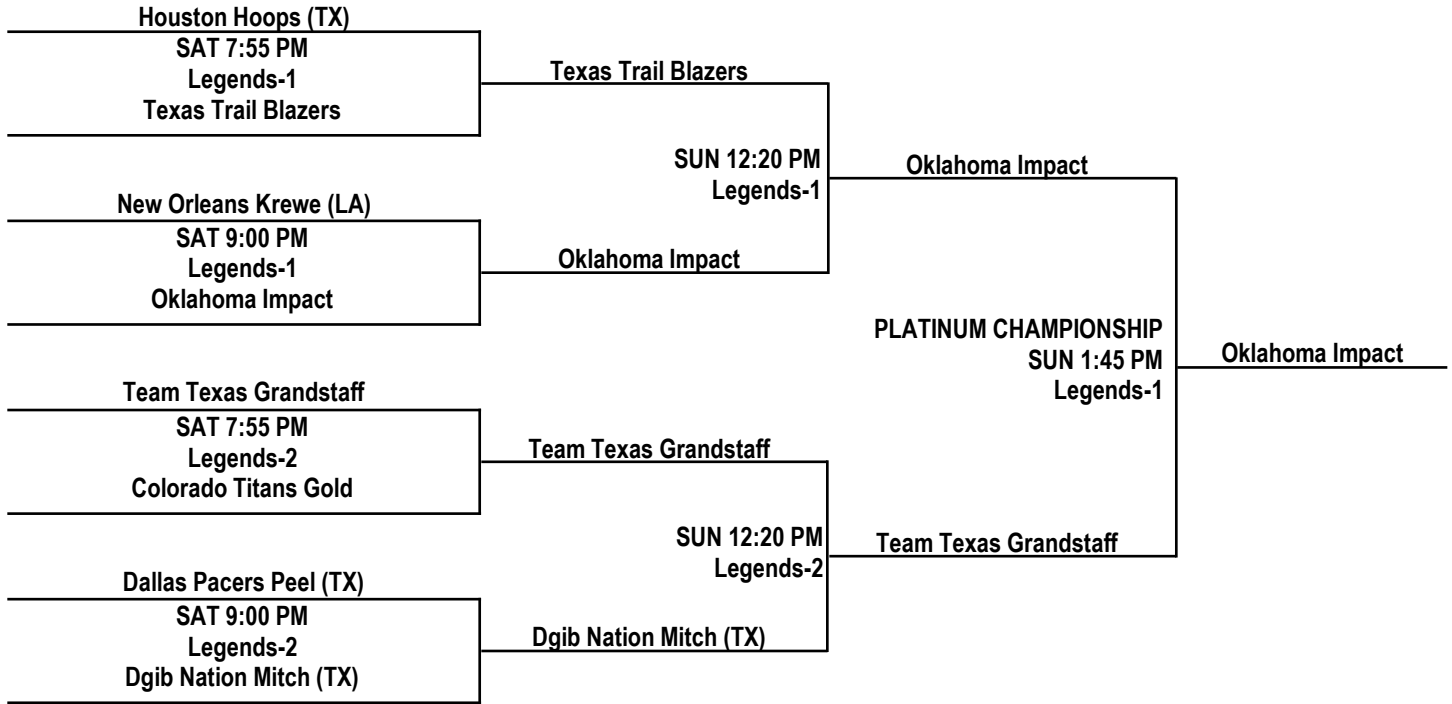 Houston Hoops (TX)
SAT 7:55 PM
Legends-1
Texas Trail Blazers
New Orleans Krewe (LA)
SAT 9:00 PM
Legends-1
Oklahoma Impact
Team Texas Grandstaff
SAT 7:55 PM
Legends-2
Colorado Titans Gold
Dallas Pacers Peel (TX)
SAT 9:00 PM
Legends-2
Dgib Nation Mitch (TX)
Texas Trail Blazers
SUN 12:20 PM
Legends-1
Oklahoma Impact
Team Texas Grandstaff
SUN 12:20 PM
Legends-2
Dgib Nation Mitch (TX)
Oklahoma Impact
PLATINUM CHAMPIONSHIP
SUN 1:45 PM
Legends-1
Team Texas Grandstaff
Oklahoma Impact